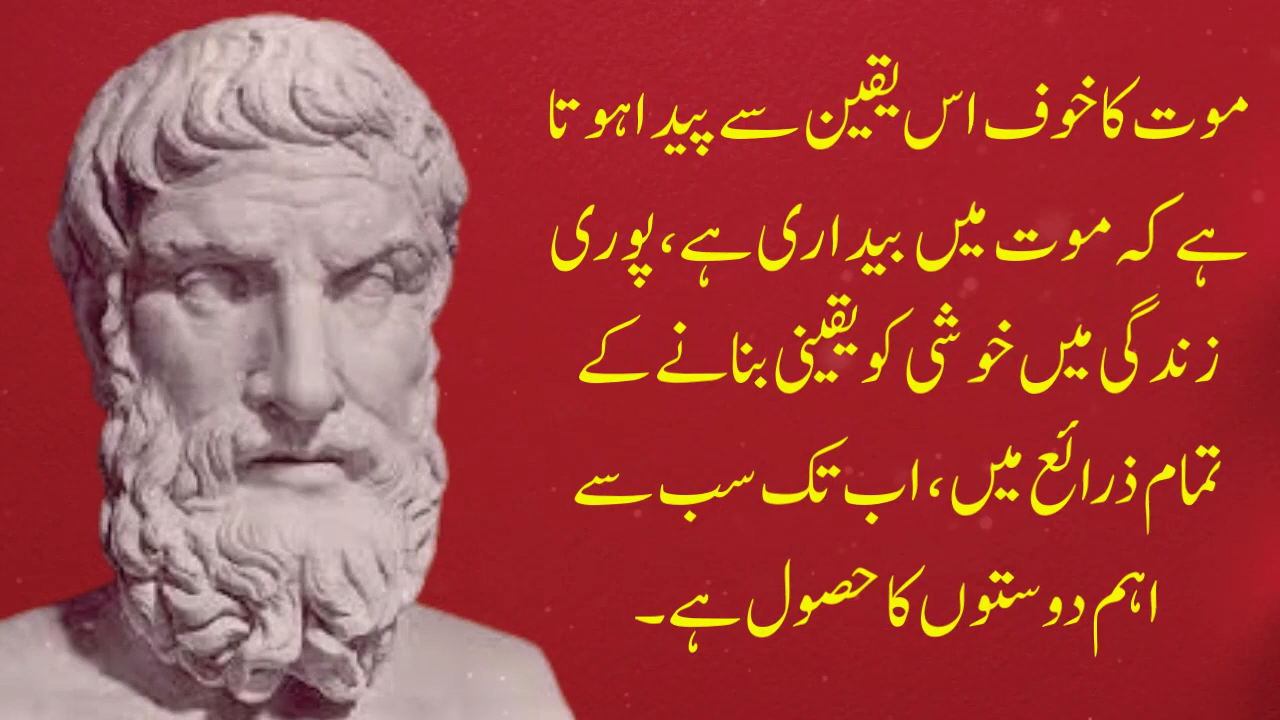 موت کا خوف اس یقین سے پیدا ہوتا
ہے کہ موت میں بیداری ہے، پوری
زندگی میں خوشی کو یقینی بنانے کے
تمام ذرائع میں، اب تک سب سے
اہم دوستوں کا حصول ہے۔